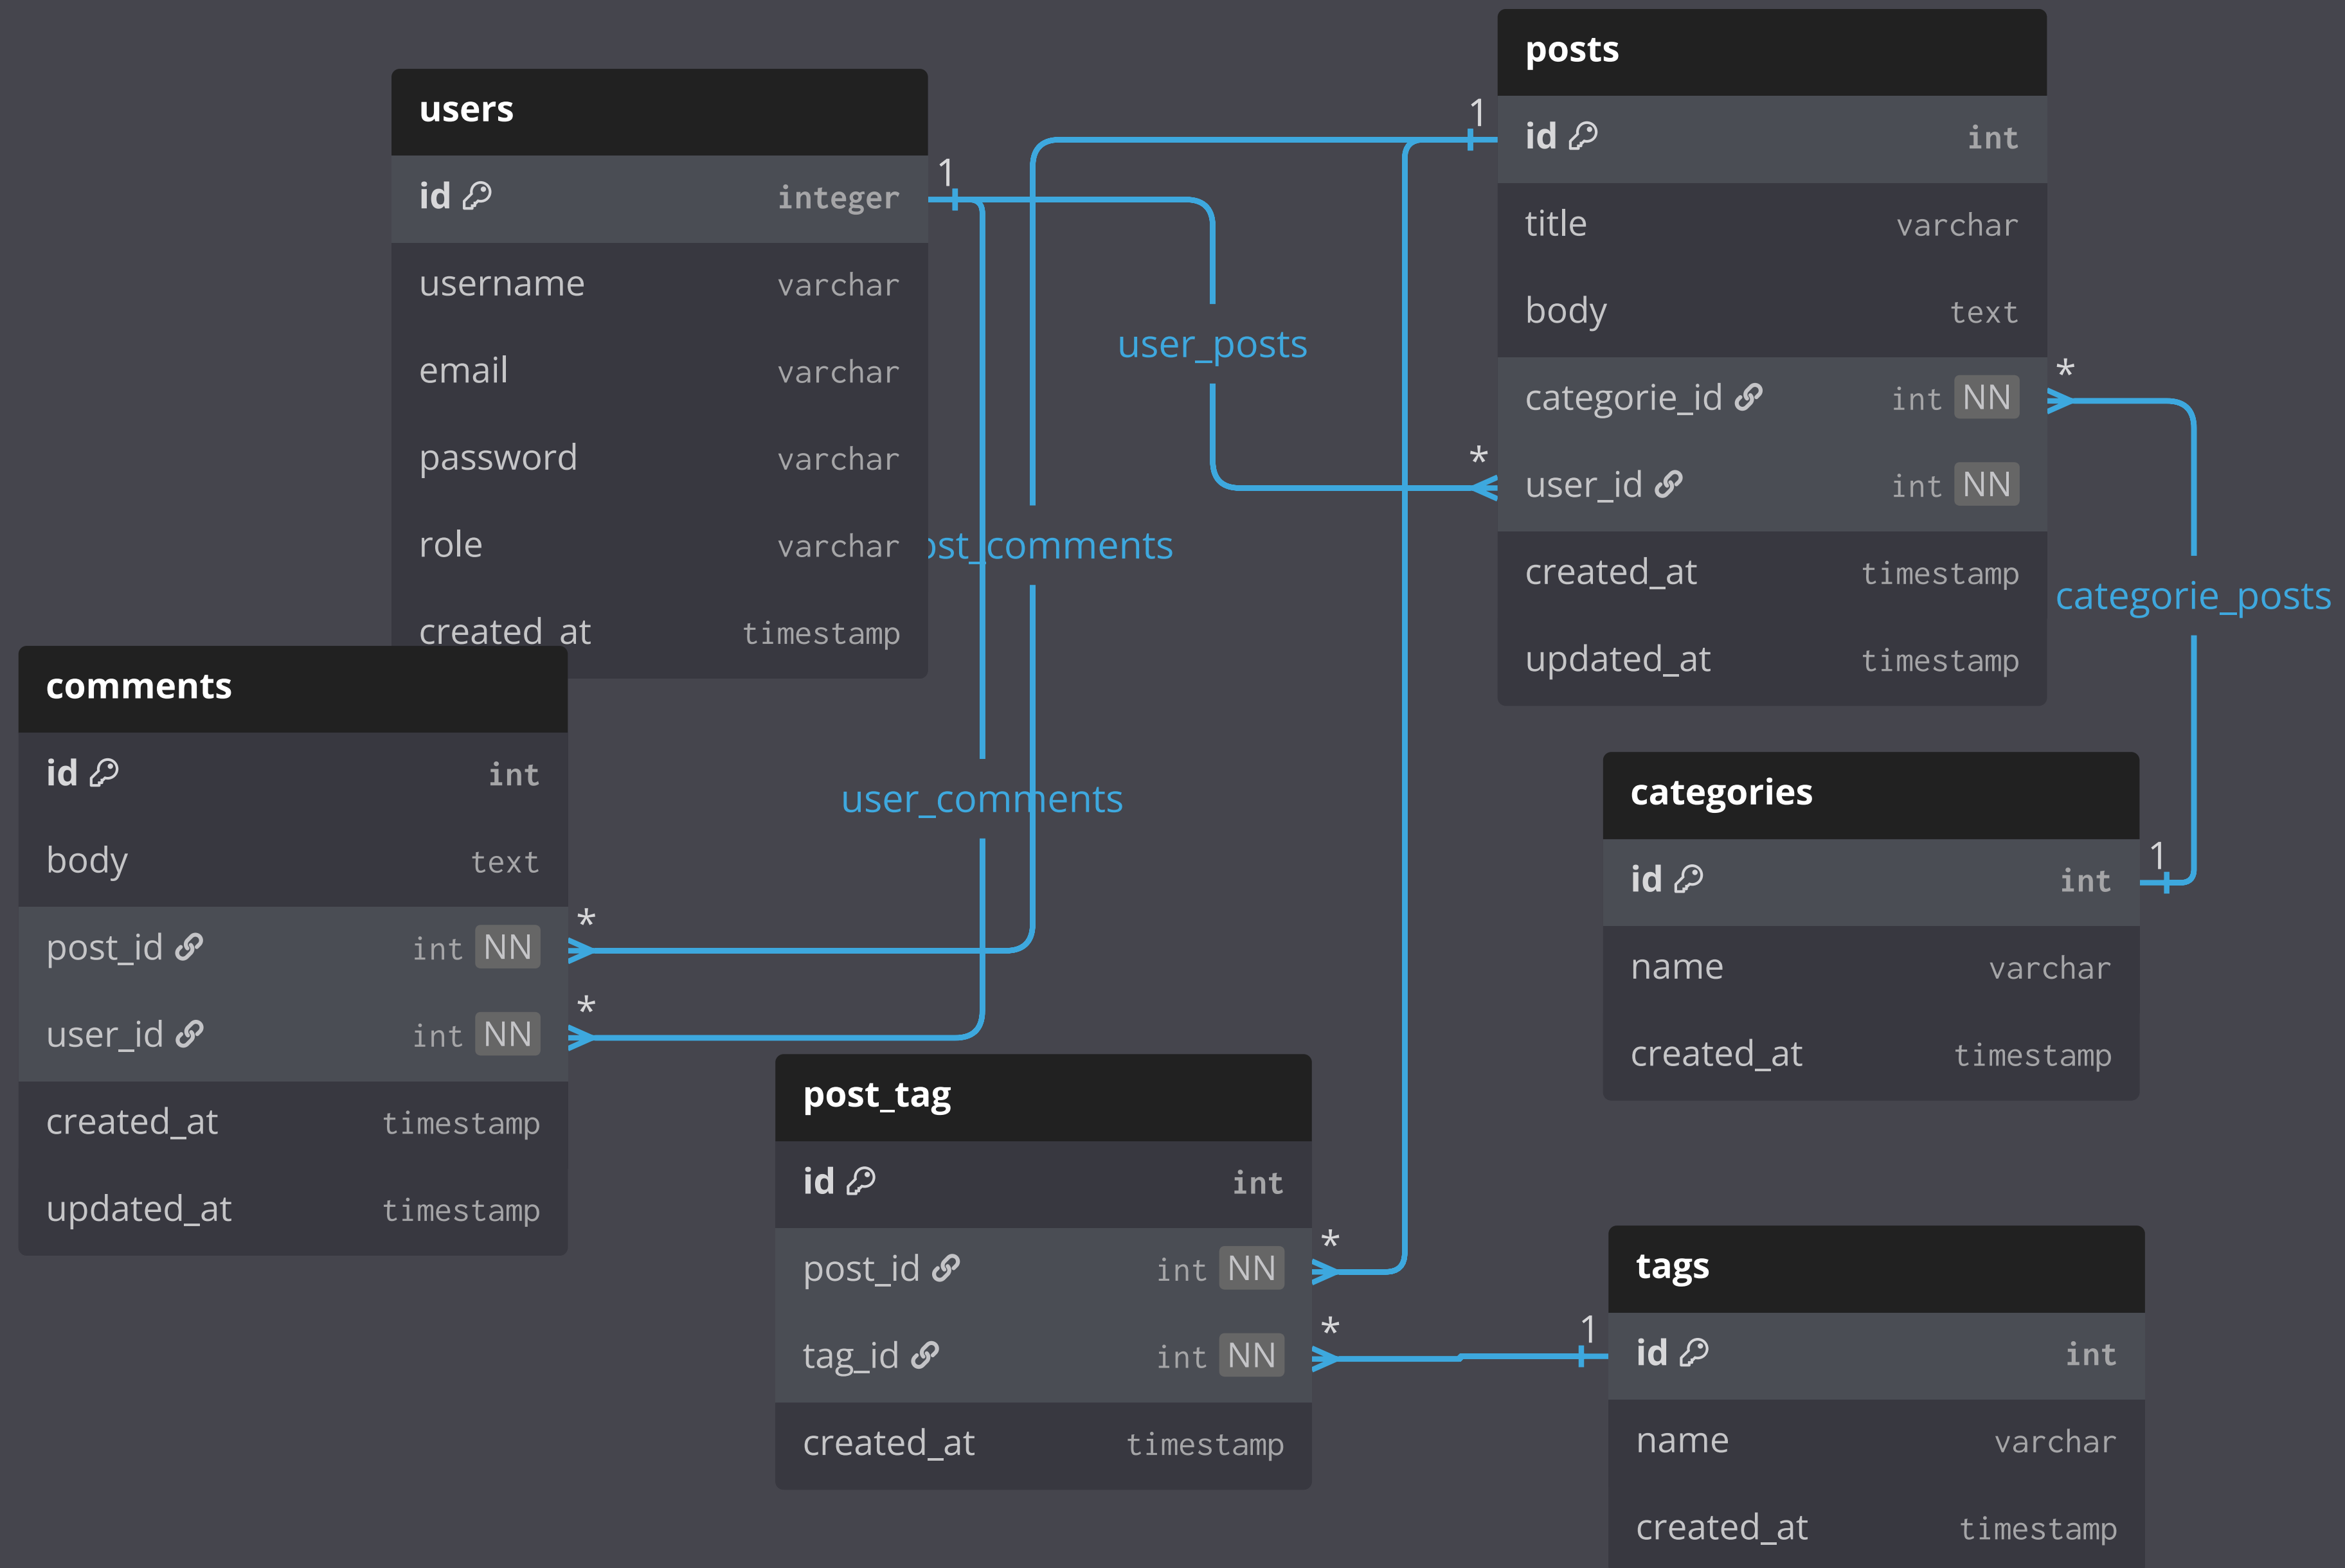 users
id integer
username varchar
email varchar
password varchar
role varchar
created_at timestamp
posts
id int
title varchar
body text
categorie_id int NN
user_id int NN
created_at timestamp
updated_at timestamp
1
1
*
*
user_posts
categorie_posts
user_comments
comments
id int
body text
post_id int NN
user_id int NN
created_at timestamp
updated_at timestamp
*
*
categories
id int
name varchar
created_at timestamp
1
post_tag
id int
post_id int NN
tag_id int NN
created_at timestamp
*
*
1
tags
id int
name varchar
created_at timestamp